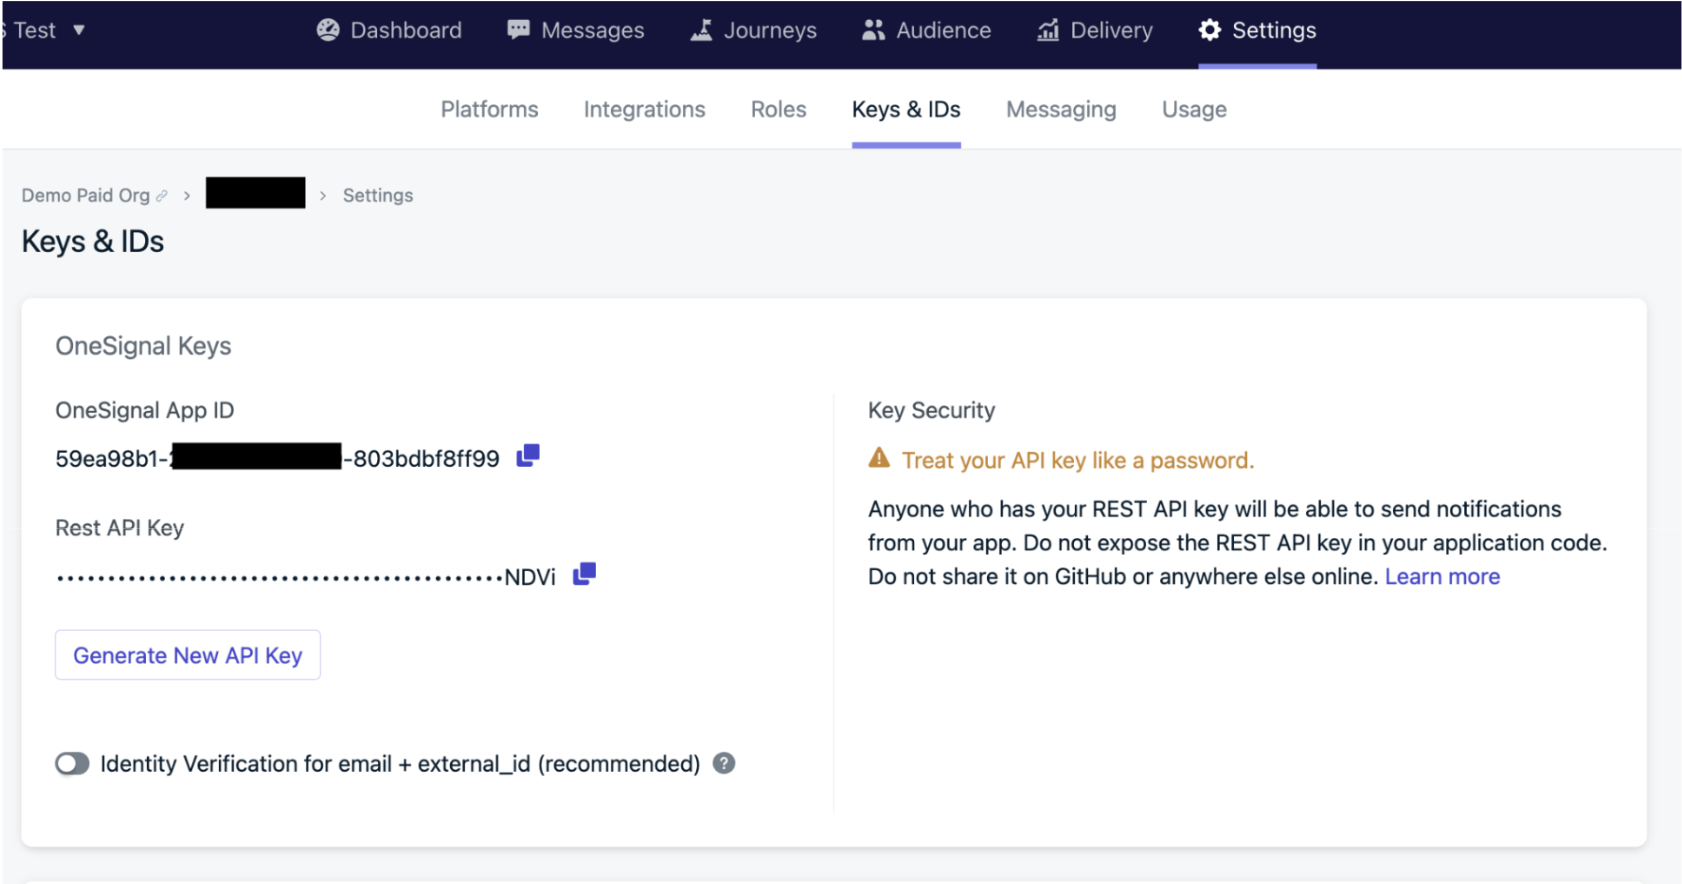 Test
Dashboard
Messages
Journeys
Audience
Delivery
Settings
Platforms
Integrations
Roles
Keys & IDs
Messaging
Usage
Demo Paid Org > > Settings
Keys & IDs
OneSignal Keys
OneSignal App ID
59ea98b1- -803bdbf8ff99
Rest API Key
••••••••••••••••••••••••••••••••••••••••••••NDVi
Generate New API Key
Identity Verification for email + external_id (recommended) ?
Key Security
Treat your API key like a password.
Anyone who has your REST API key will be able to send notifications
from your app. Do not expose the REST API key in your application code.
Do not share it on GitHub or anywhere else online. Learn more